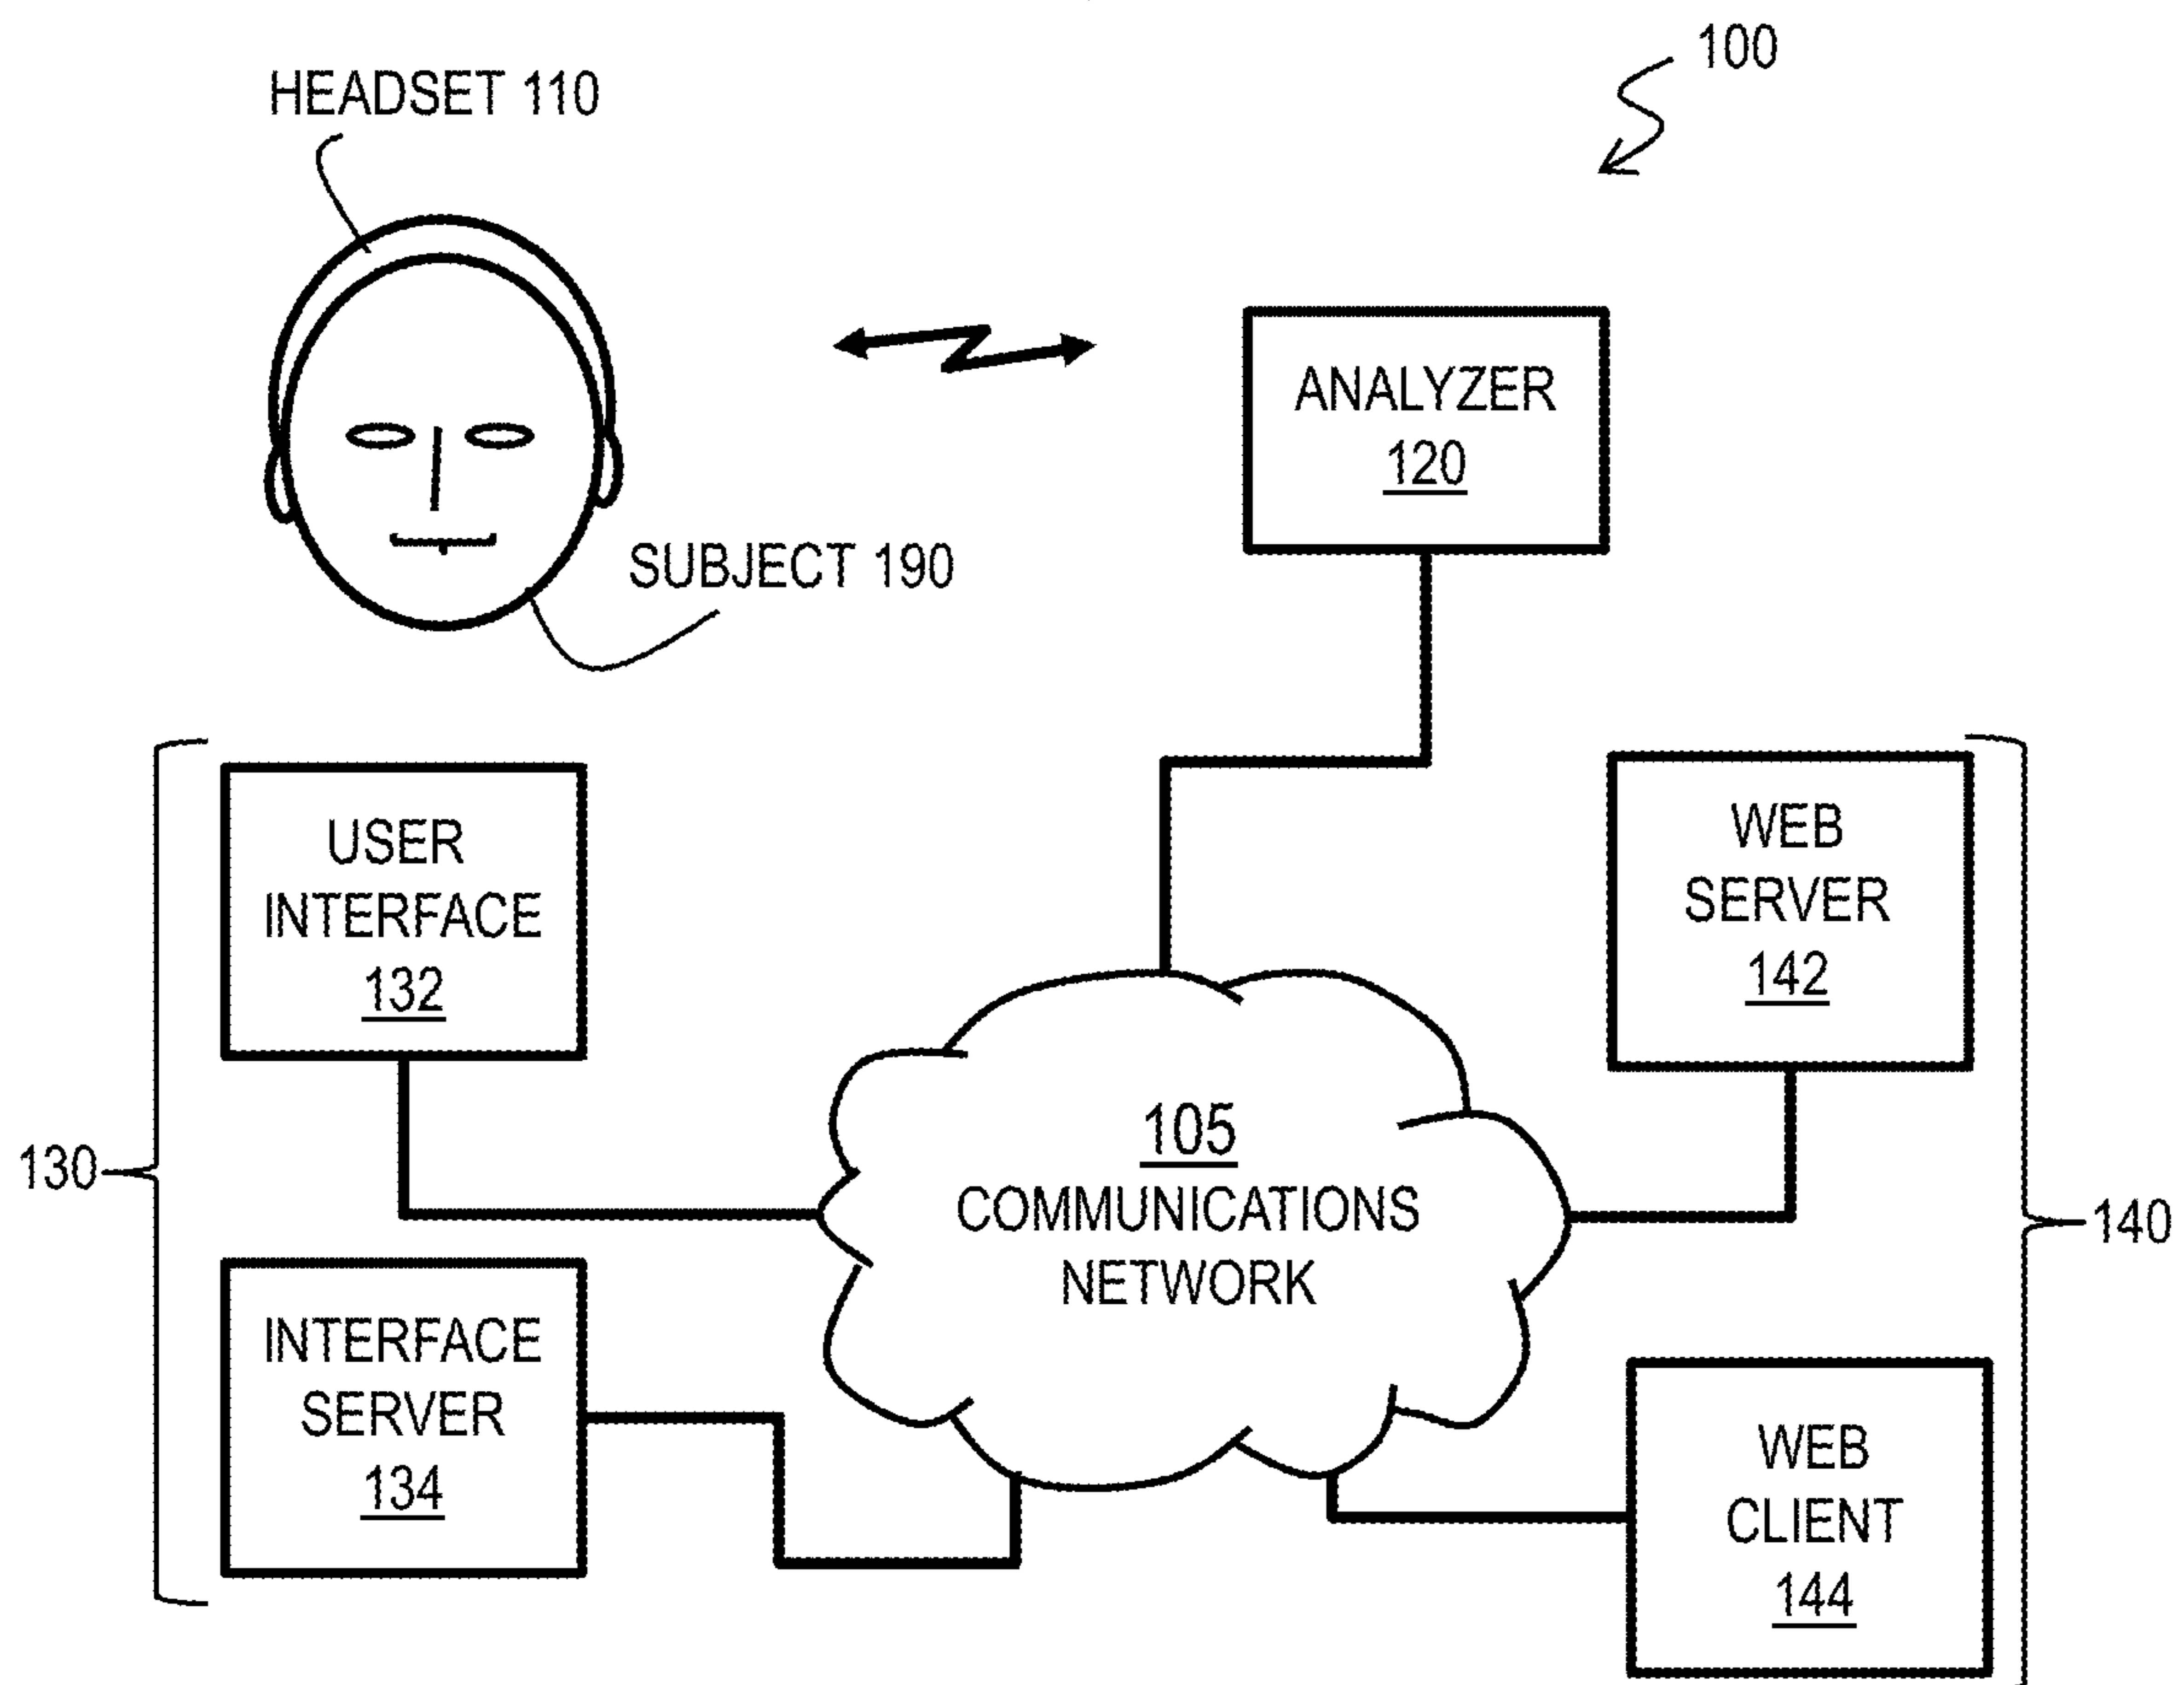 100
HEADSET 110
ANALYZER
120
SUBJECT 190
USER
INTERFACE
132
WEB
SERVER
142
130
105
COMMUNICATIONS
NETWORK
140
INTERFACE
SERVER
134
WEB
CLIENT
144